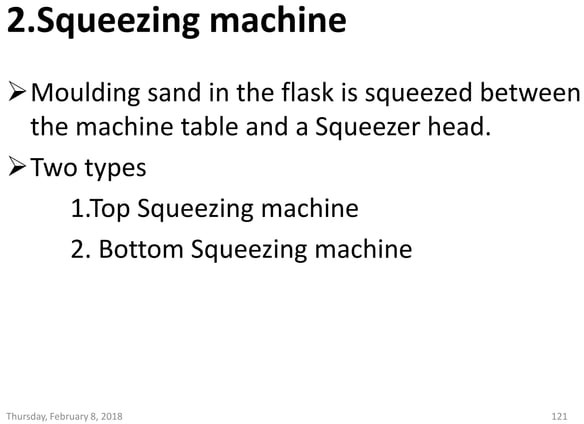 2.Squeezing machine
➢Moulding sand in the flask is squeezed between
the machine table and a Squeezer head.
➢Two types
1.Top Squeezing machine
2. Bottom Squeezing machine
Thursday, February 8, 2018
121